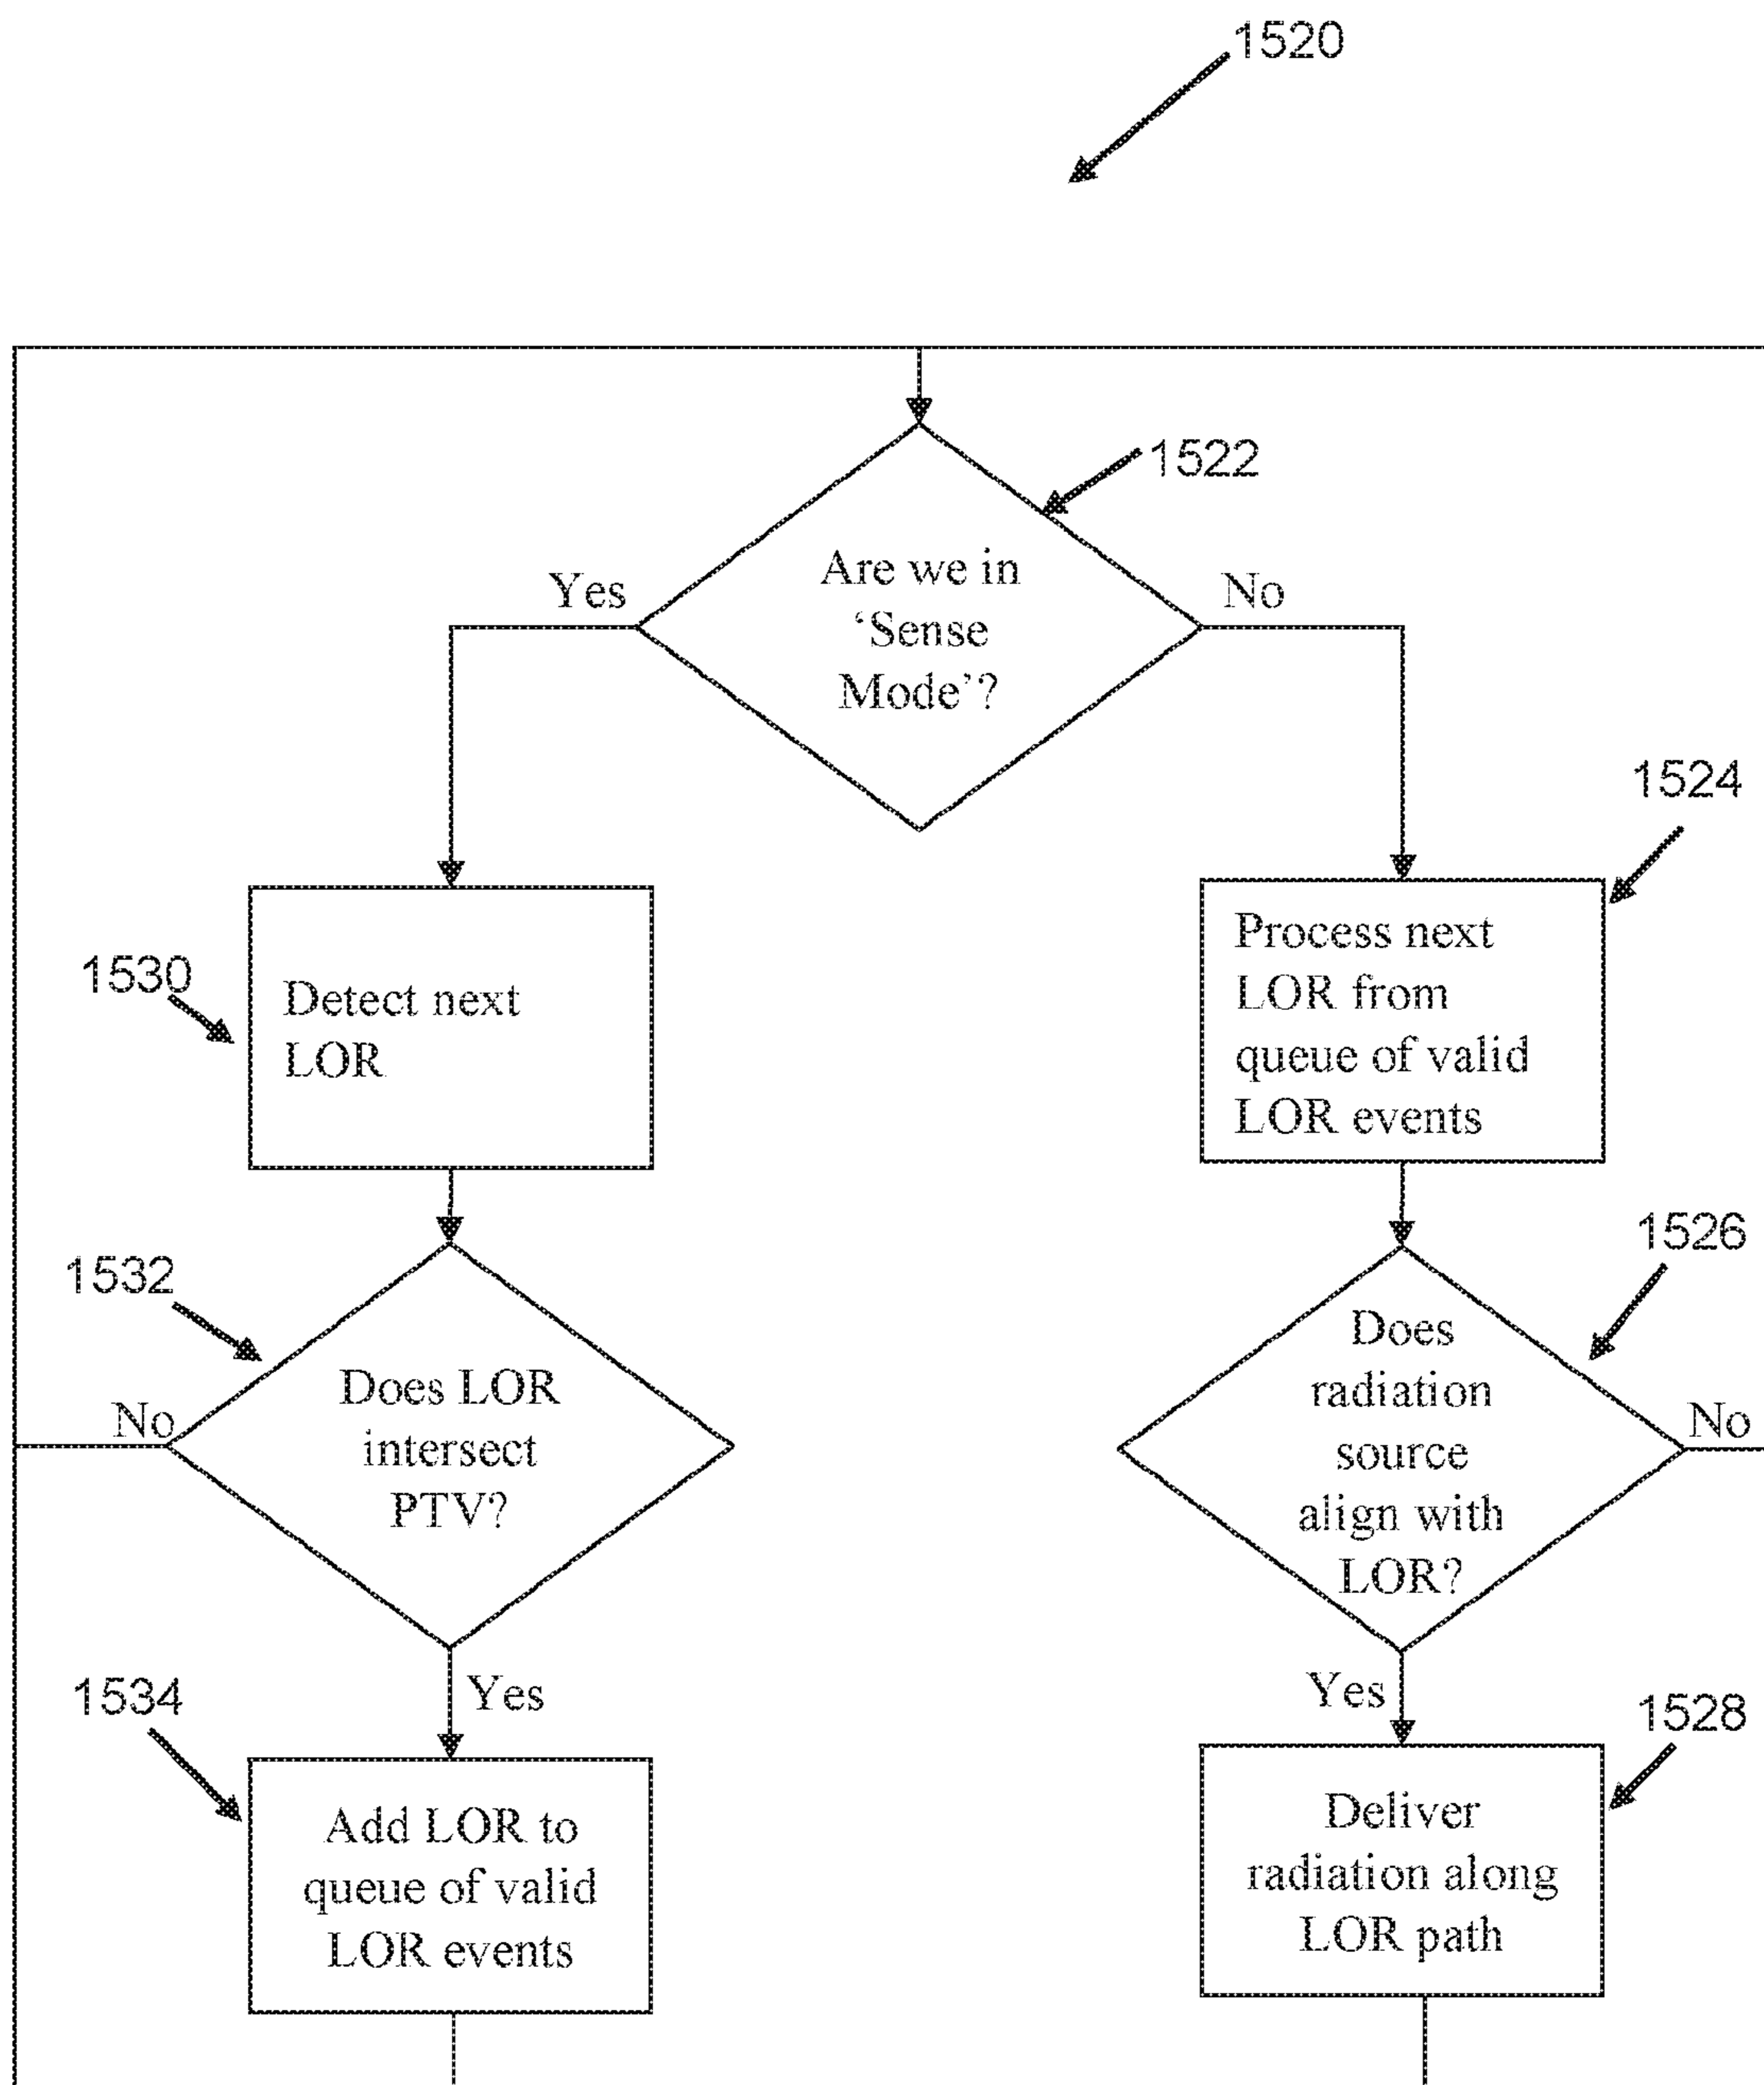 1520
1522
Are we in
‘Sense
Mode’?
Yes
No
1524
Process next
LOR from
queue of valid
LOR events
1530
Detect next
LOR
1526
Does
radiation
source
align with
LOR?
No
1532
Does LOR
intersect
PTV?
No
Yes
Yes
1534
Add LOR to
queue of valid
LOR events
1528
Deliver
radiation along
LOR path